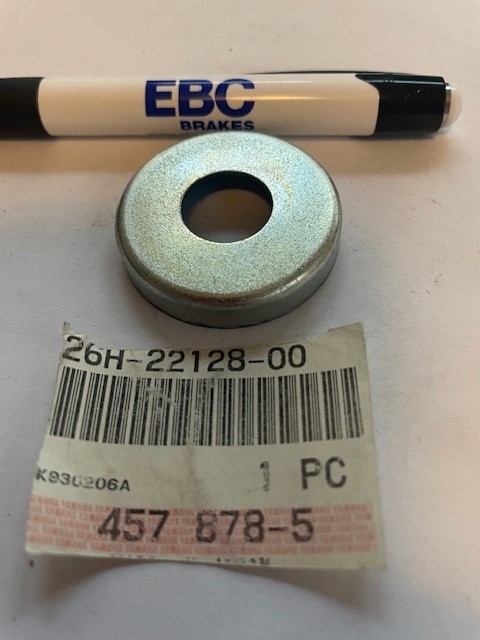 EBC
BRAKES
26H-22128-00
K930206A
1 PC
457 878-5